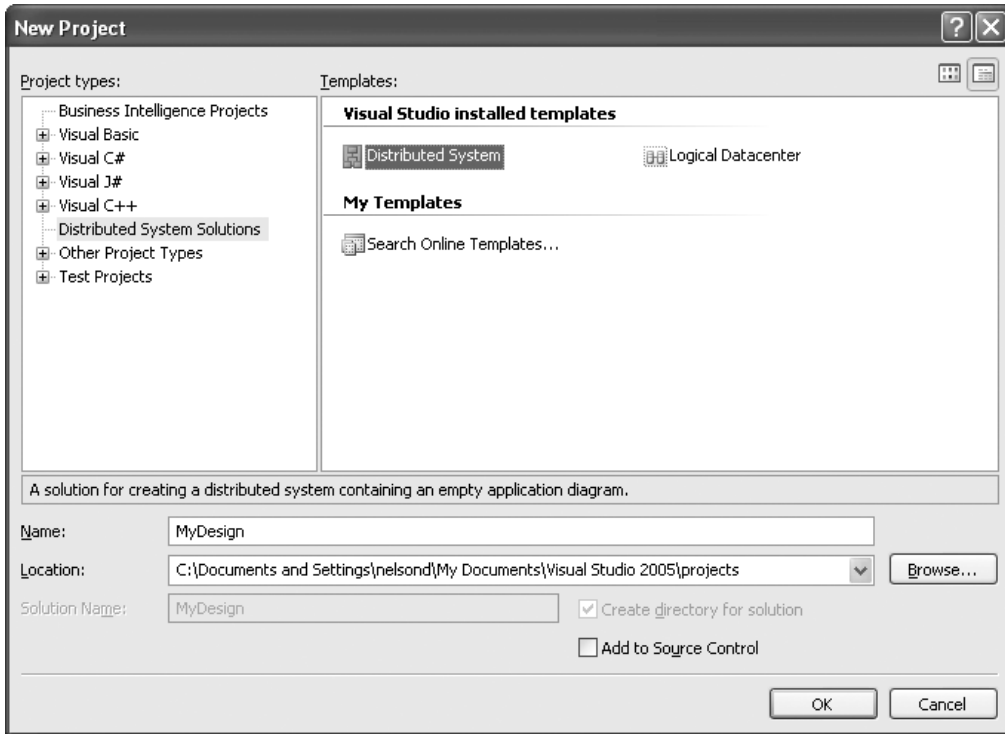 New Project
Project types:
Templates:
Business Intelligence Projects
Visual Basic
Visual C#
Visual J#
Visual C++
Distributed System Solutions
Other Project Types
Test Projects
Visual Studio installed templates
Distributed System
Logical Datacenter
My Templates
Search Online Templates...
A solution for creating a distributed system containing an empty application diagram.
Name:
MyDesign
Location:
C:\Documents and Settings\nelsond\My Documents\Visual Studio 2005\projects
Browse...
Solution Name:
MyDesign
Create directory for solution
Add to Source Control
OK
Cancel